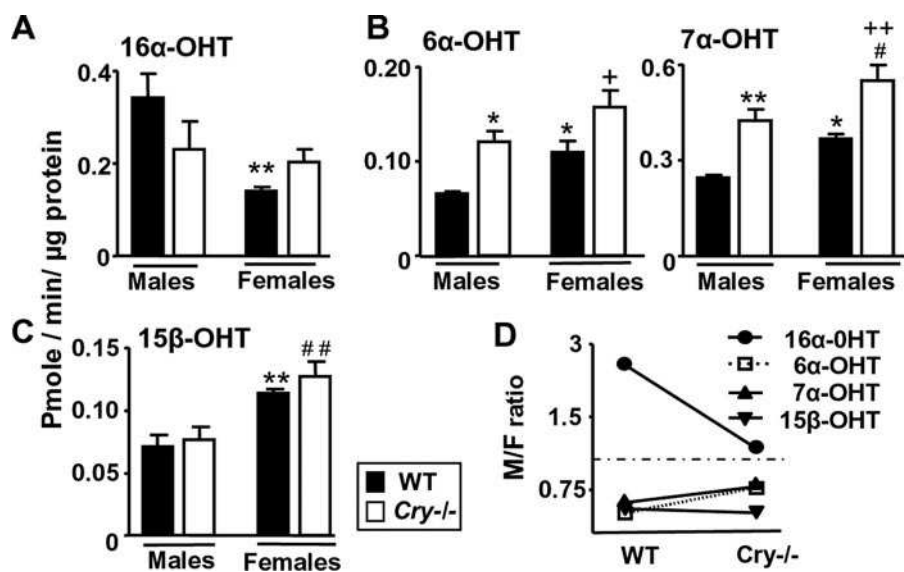 A
16α-OHT
0.4
0.2
0
**
Males
Females
B
6α-OHT
0.20
0.10
0
*
*
+
Males
Females
7α-OHT
0.6
0.3
0
**
*
++
#
Males
Females
Pmole / min/ µg protein
C
15β-OHT
0.15
0.10
0.05
0
**
##
Males
Females
WT
Cry-/-
D
M/F ratio
3
1.5
0.75
WT
Cry-/-
16α-0HT
6α-OHT
7α-OHT
15β-OHT